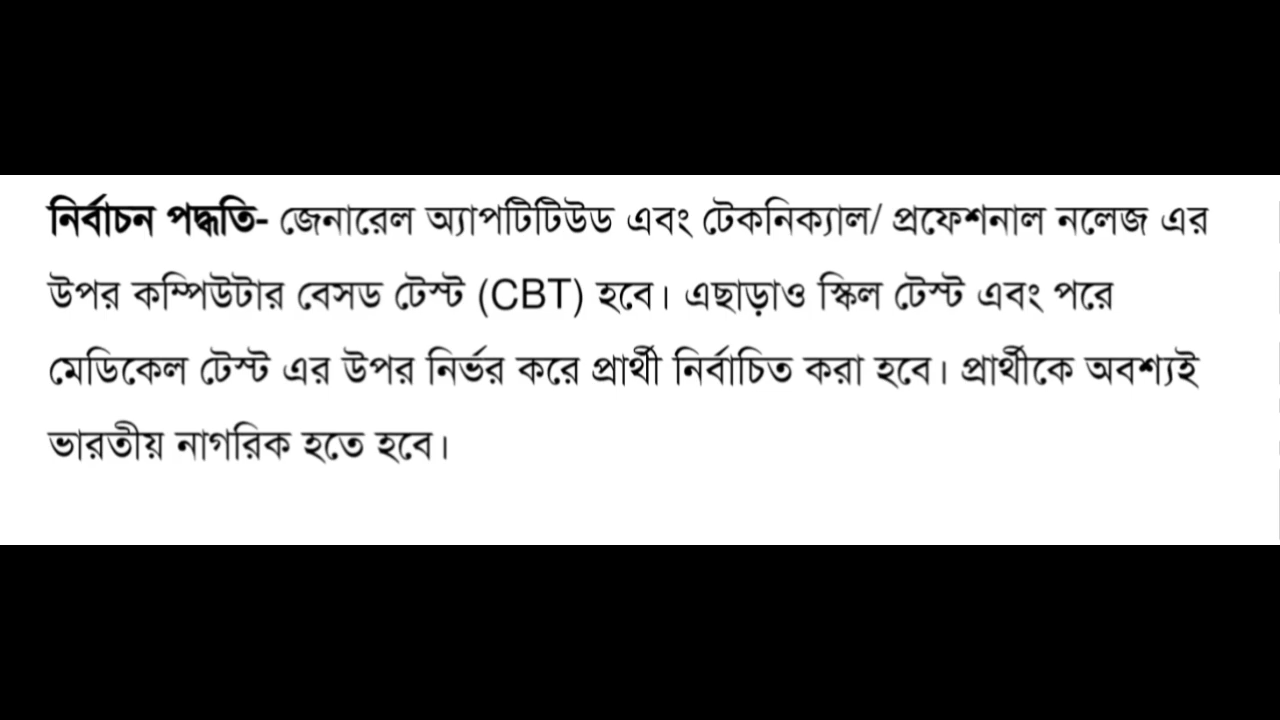 নির্বাচন পদ্ধতি- জেনারেল অ্যাপটিটিউড এবং টেকনিক্যাল/ প্রফেশনাল নলেজ এর
উপর কম্পিউটার বেসড টেস্ট (CBT) হবে। এছাড়াও স্কিল টেস্ট এবং পরে
মেডিকেল টেস্ট এর উপর নির্ভর করে প্রার্থী নির্বাচিত করা হবে। প্রার্থীকে অবশ্যই
ভারতীয় নাগরিক হতে হবে।